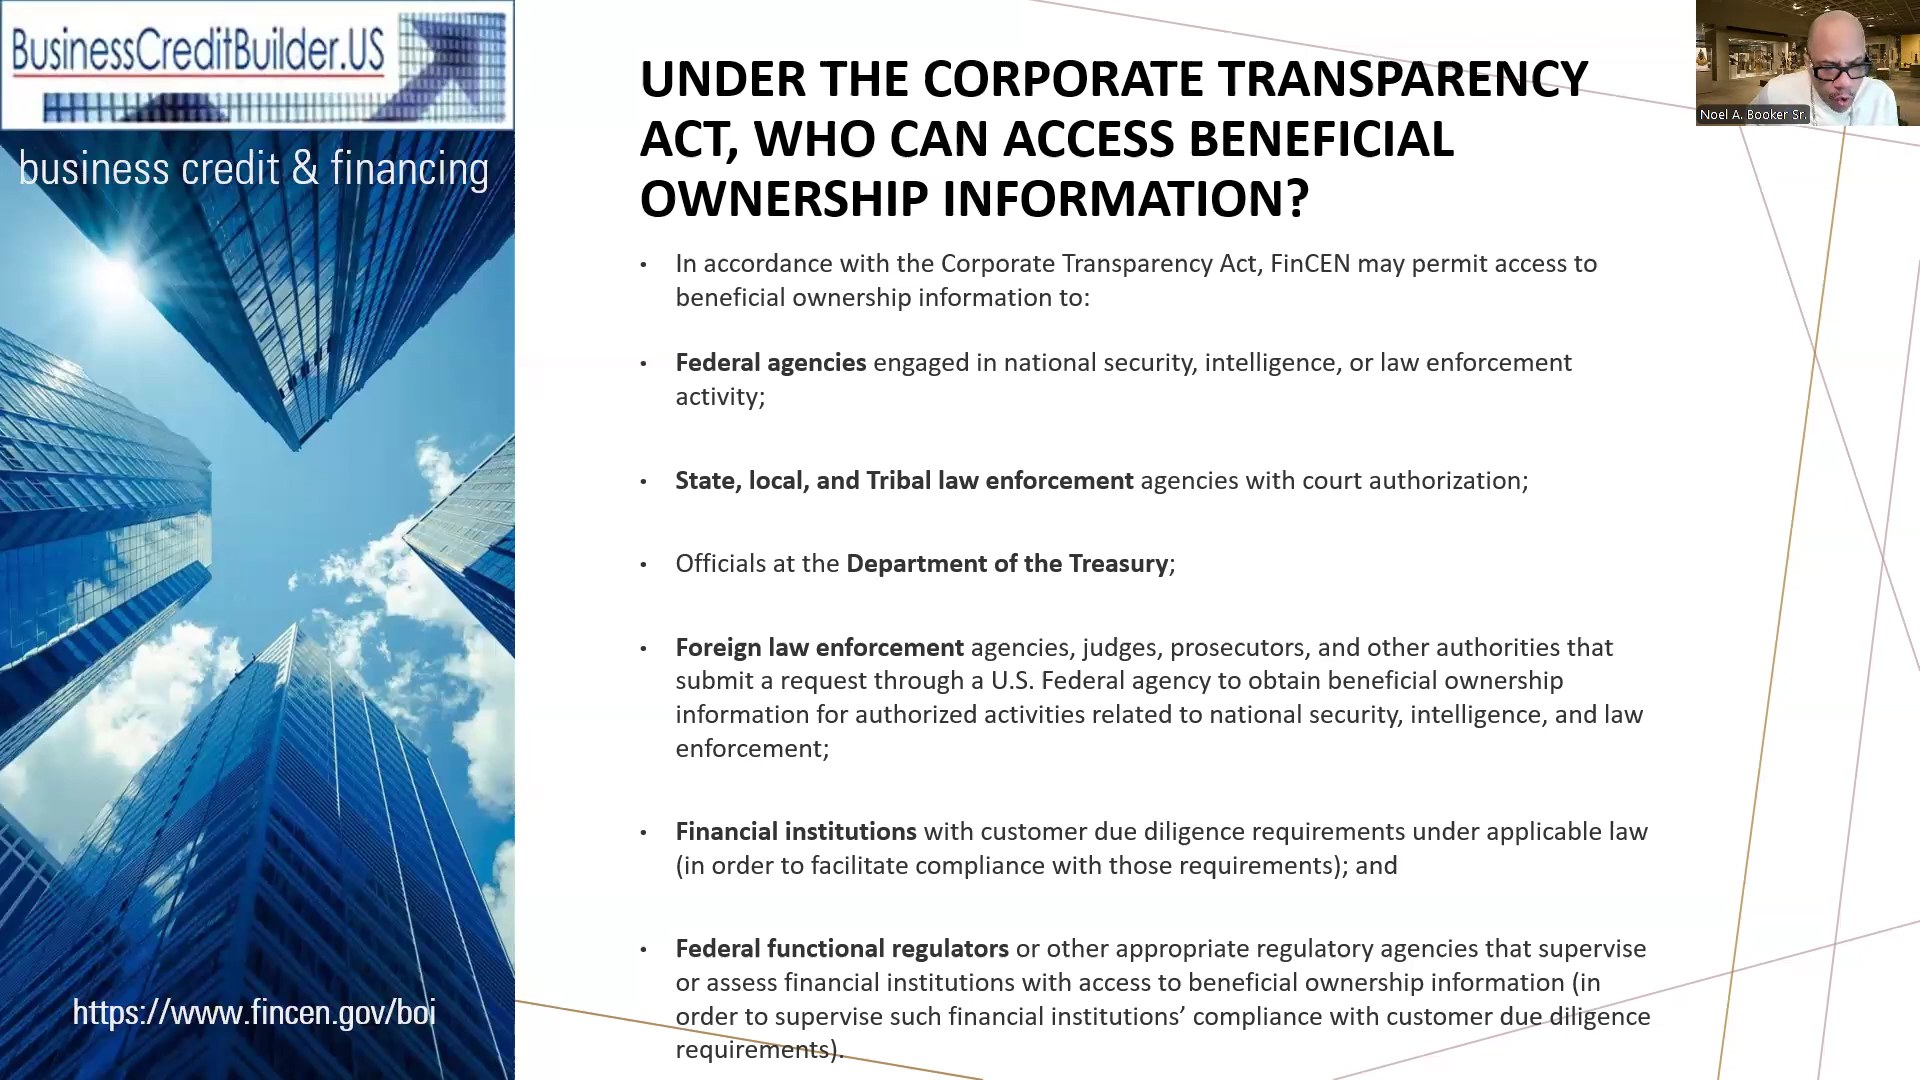 BusinessCreditBuilder.US
business credit & financing
https://www.fincen.gov/boi
UNDER THE CORPORATE TRANSPARENCY
ACT, WHO CAN ACCESS BENEFICIAL
OWNERSHIP INFORMATION?
• In accordance with the Corporate Transparency Act, FinCEN may permit access to
beneficial ownership information to:
• Federal agencies engaged in national security, intelligence, or law enforcement
activity;
• State, local, and Tribal law enforcement agencies with court authorization;
• Officials at the Department of the Treasury;
• Foreign law enforcement agencies, judges, prosecutors, and other authorities that
submit a request through a U.S. Federal agency to obtain beneficial ownership
information for authorized activities related to national security, intelligence, and law
enforcement;
• Financial institutions with customer due diligence requirements under applicable law
(in order to facilitate compliance with those requirements); and
• Federal functional regulators or other appropriate regulatory agencies that supervise
or assess financial institutions with access to beneficial ownership information (in
order to supervise such financial institutions’ compliance with customer due diligence
requirements).
Noel A. Booker Sr.